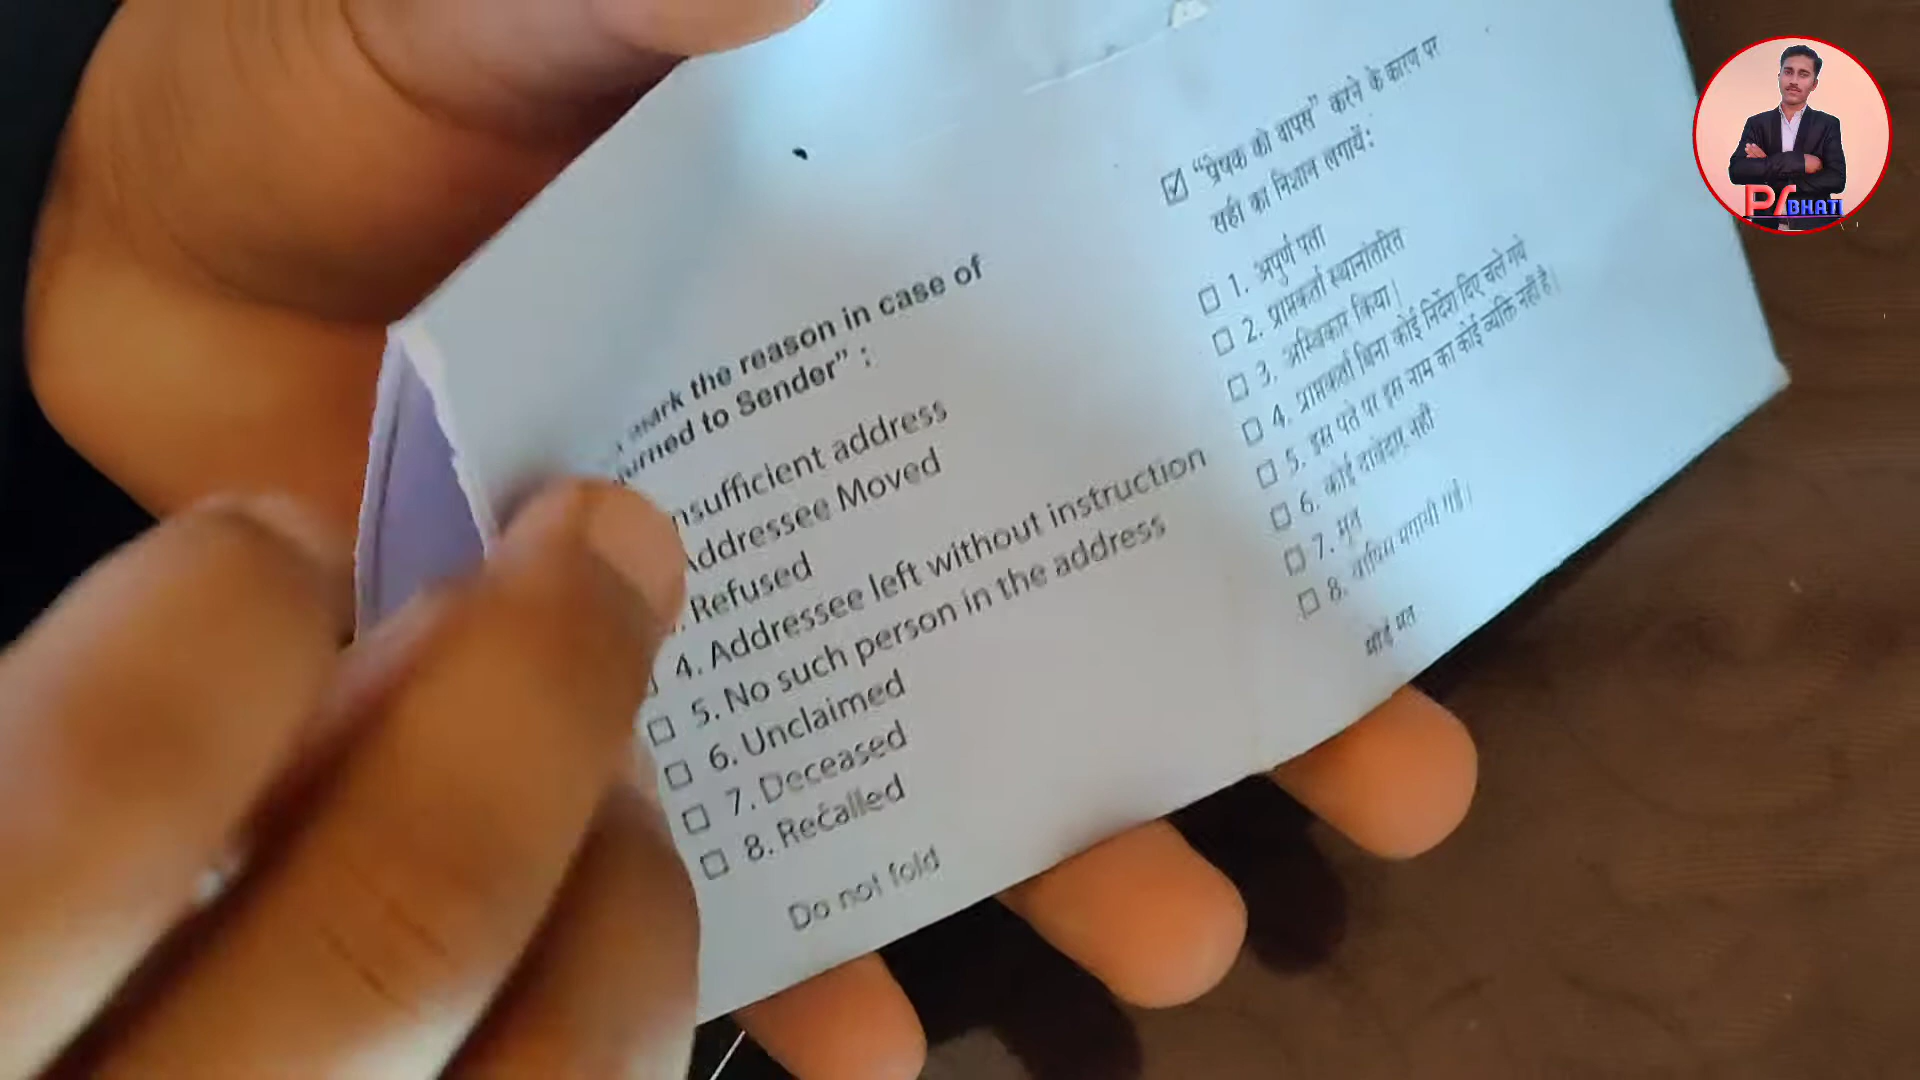 mark the reason in case of
Sender” :
nsufficient address
Addressee Moved
Refused
4. Addressee left without instruction
5. No such person in the address
6. Unclaimed
7. Deceased
8. Recalled
Do not fold
“प्रेषक को वापस” करने के कारण पर
सही का निशान लगायें :
1. अपुर्ण पता
2. प्राप्तकर्ता स्थानांतरित
3. अस्विकार किया।
4. प्राप्तकर्ता बिना कोई निर्देश दिए चले गये
5. इस पते पर इस नाम का कोई व्यक्ति नहीं है।
6. कोई दावेदार नहीं
7. मृत
8. वापिस मंगायी गई।
मोड़ें मत
BHATI